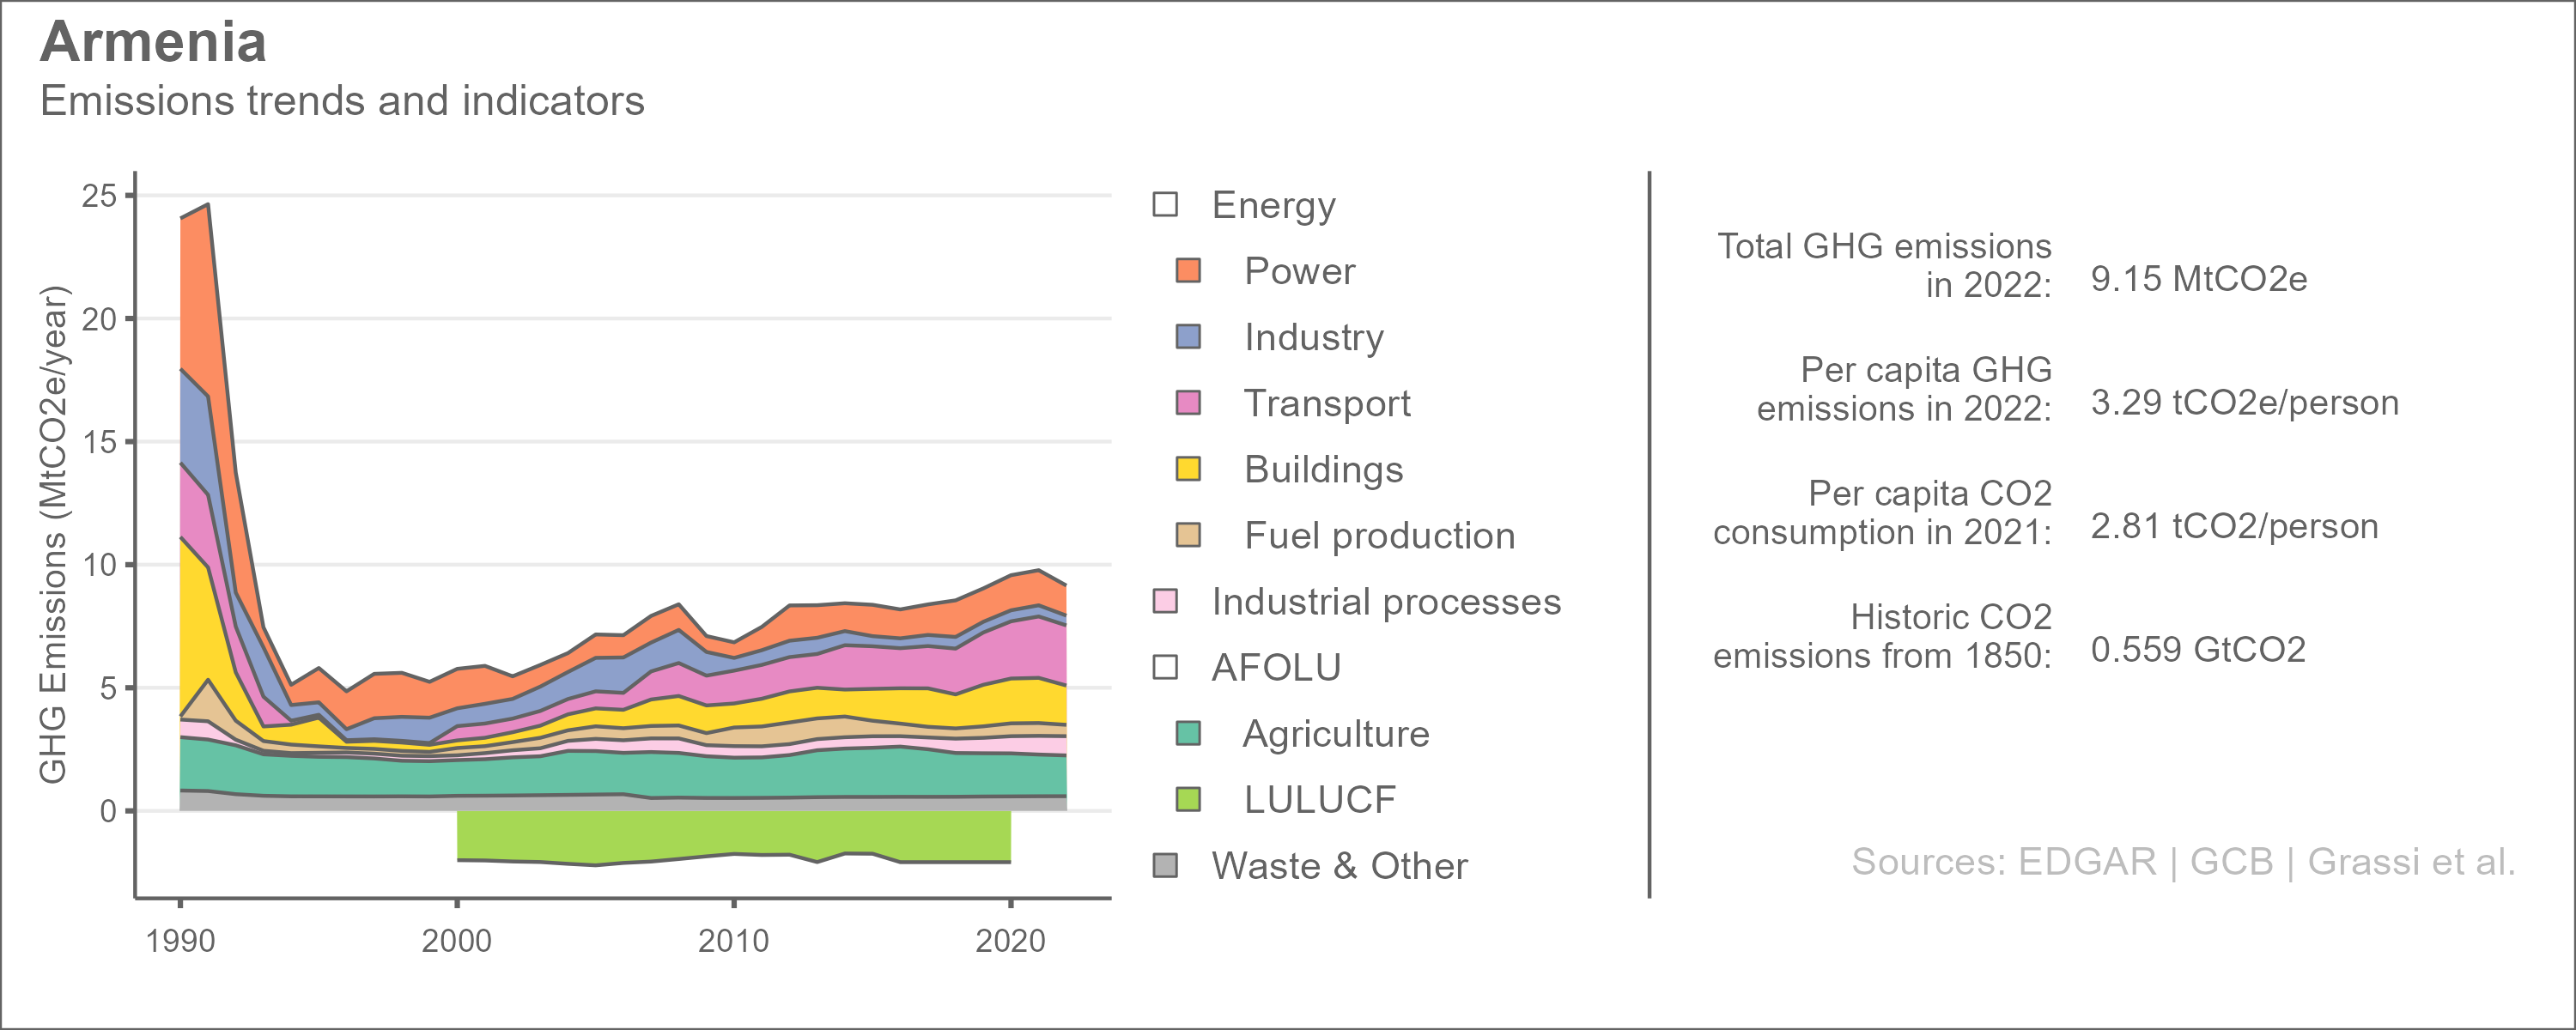 Armenia
Emissions trends and indicators
GHG Emissions (MtCO2e/year)
25
20
15
10
5
0
1990
2000
2010
2020
Energy
Power
Industry
Transport
Buildings
Fuel production
Industrial processes
AFOLU
Agriculture
LULUCF
Waste & Other
Total GHG emissions
in 2022:
9.15 MtCO2e
Per capita GHG
emissions in 2022:
3.29 tCO2e/person
Per capita CO2
consumption in 2021:
2.81 tCO2/person
Historic CO2
emissions from 1850:
0.559 GtCO2
Sources: EDGAR | GCB | Grassi et al.